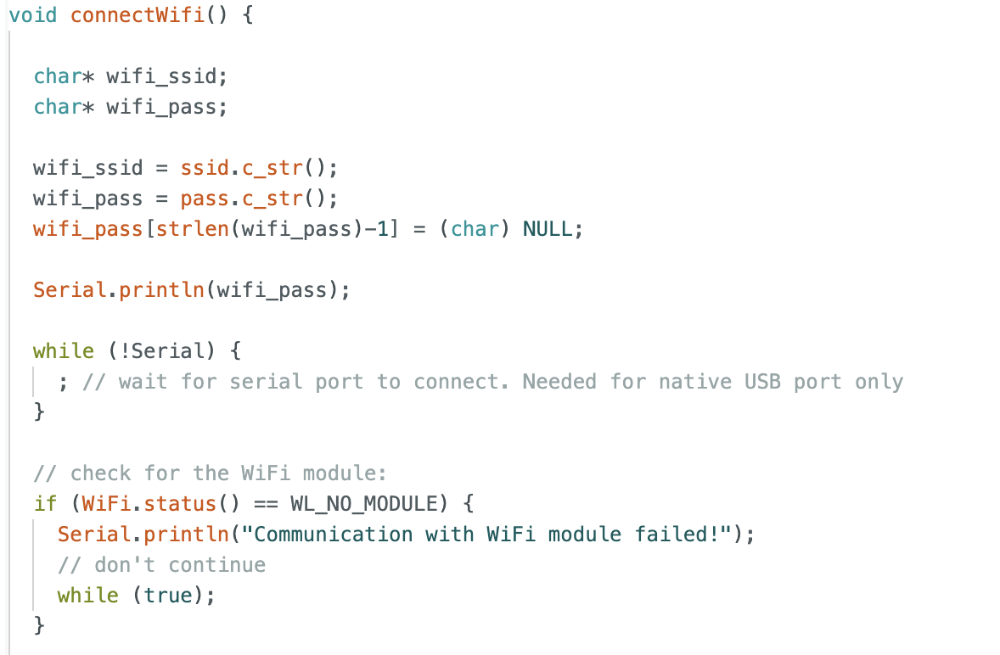 void connectWifi() {
char* wifi_ssid;
char* wifi_pass;
wifi_ssid = ssid.c_str();
wifi_pass = pass.c_str();
wifi_pass[strlen(wifi_pass)-1] = (char) NULL;
Serial.println(wifi_pass);
while (!Serial) {
; // wait for serial port to connect. Needed for native USB port only
}
// check for the WiFi module:
if (WiFi.status() == WL_NO_MODULE) {
Serial.println("Communication with WiFi module failed!");
// don't continue
while (true);
}